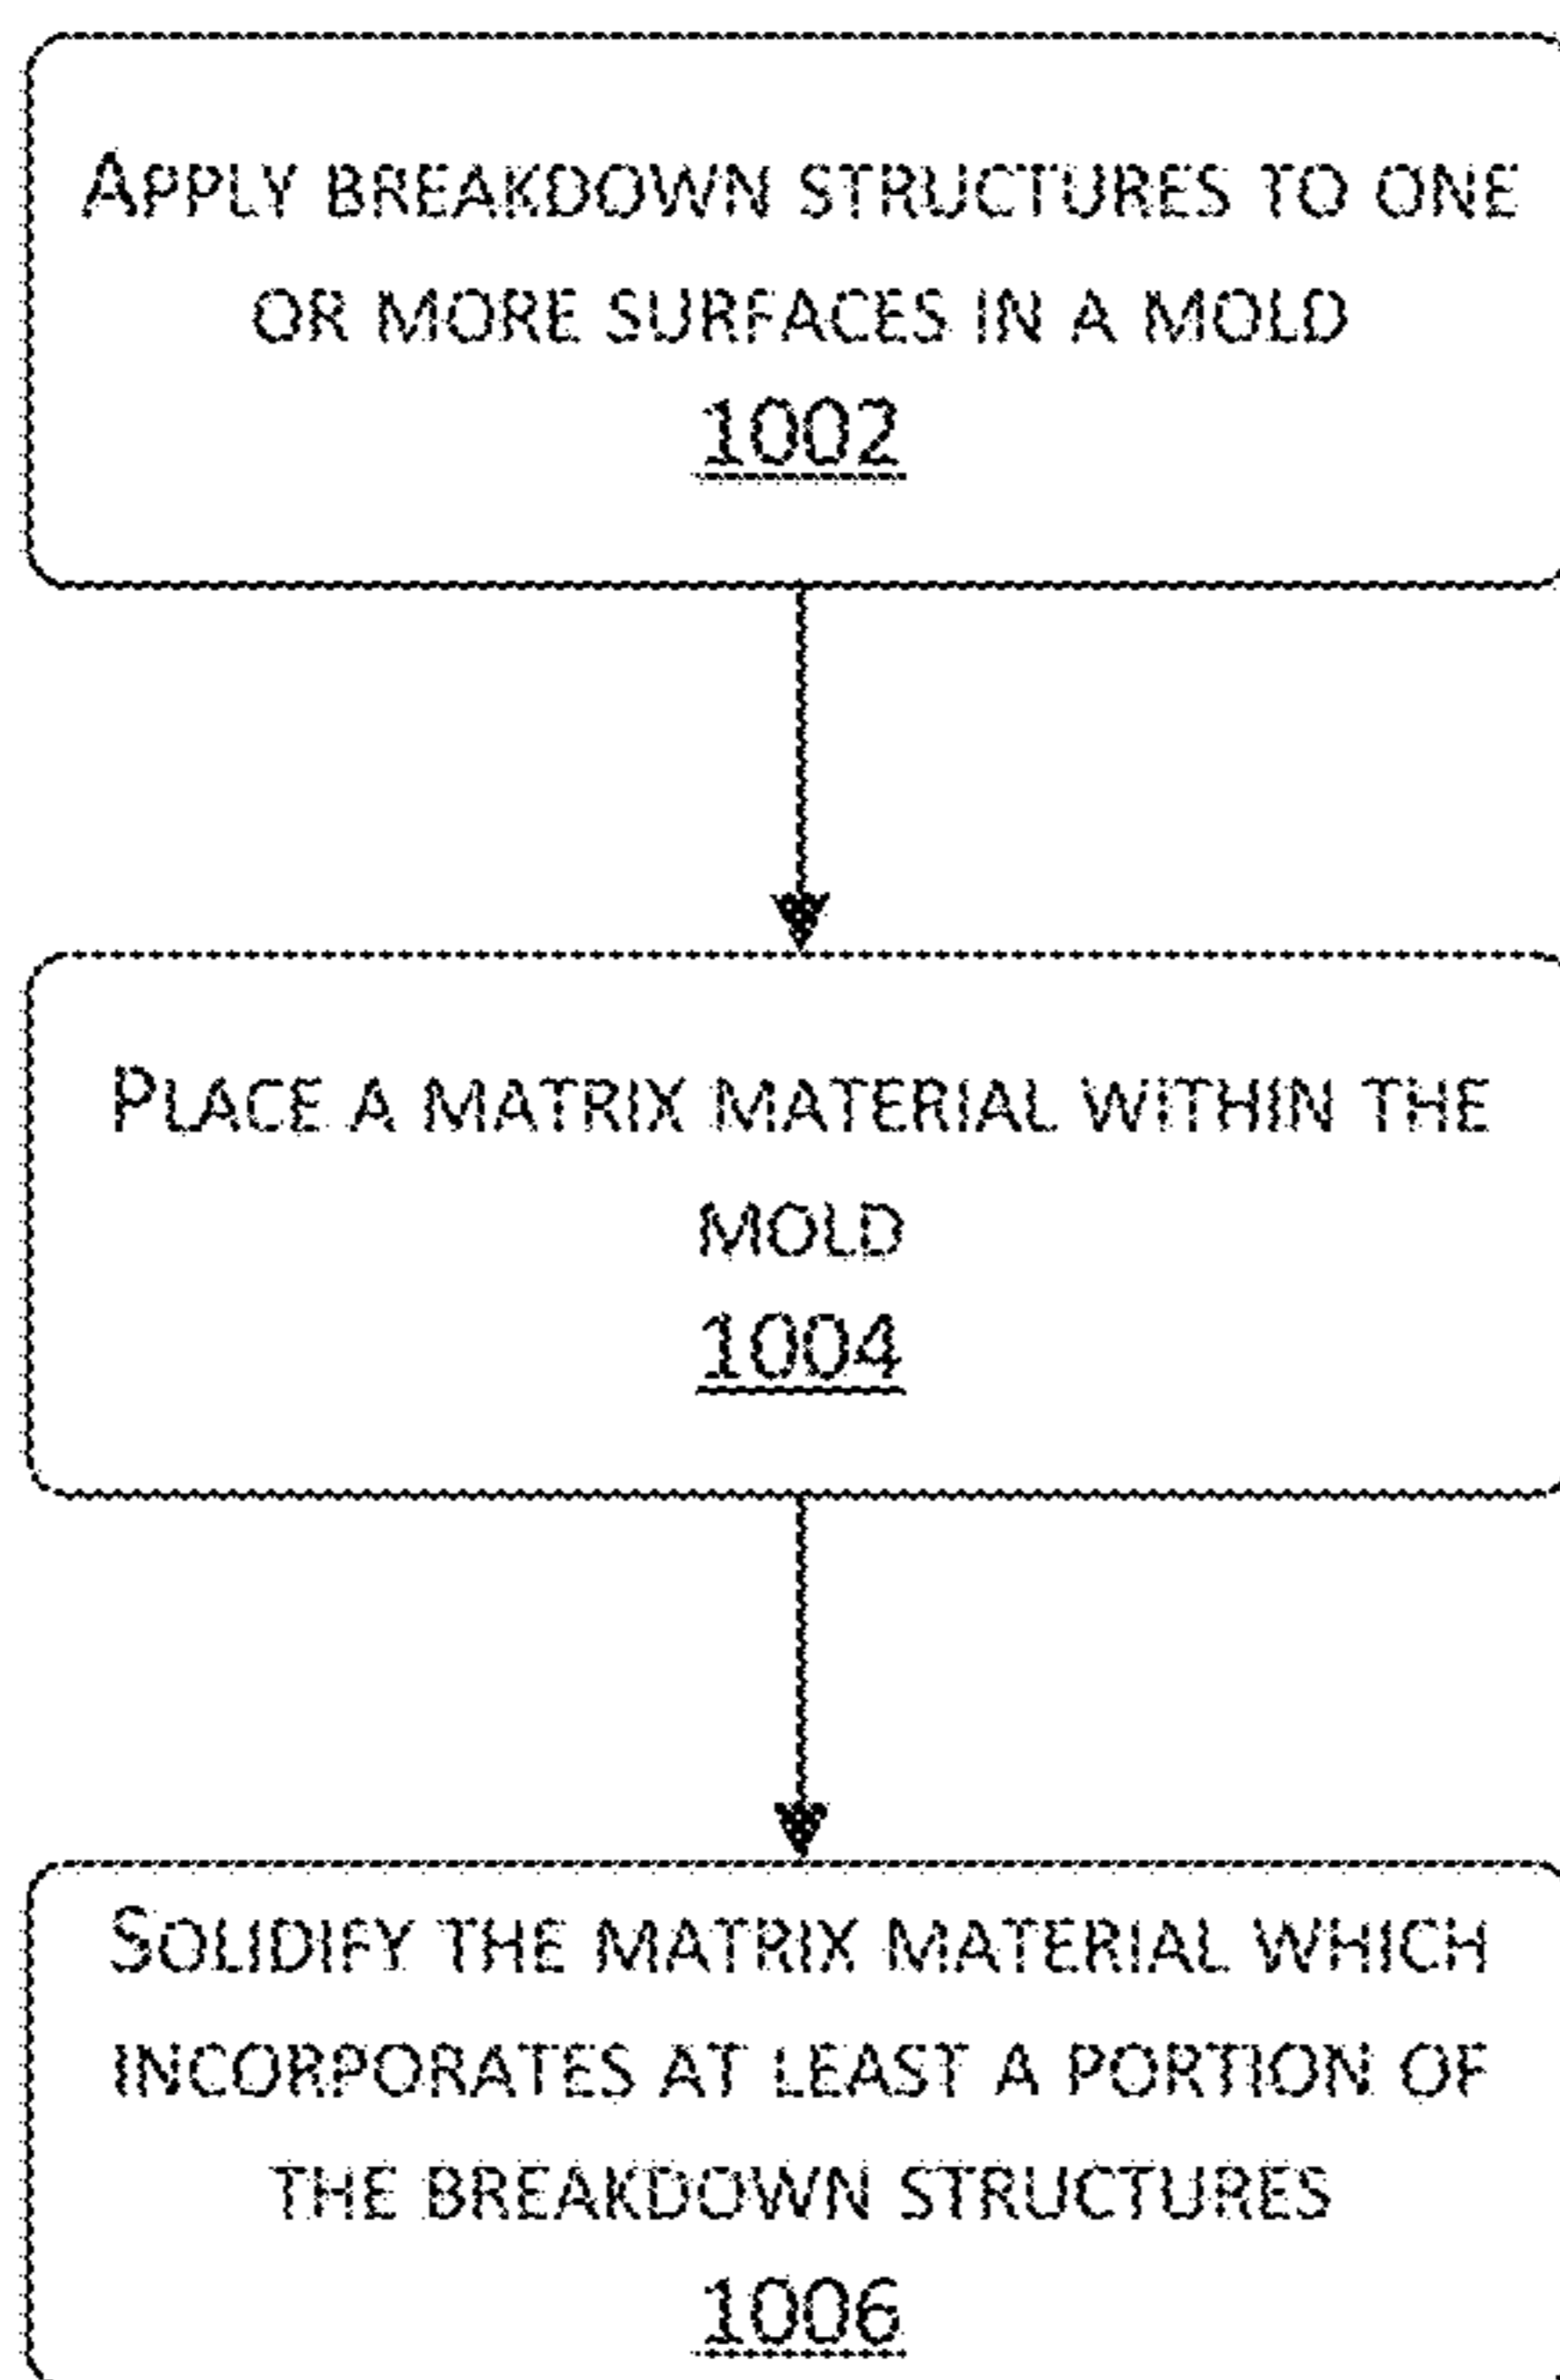 APPLY BREAKDOWN STRUCTURES TO ONE
OR MORE SURFACES IN A MOLD
1002
PLACE A MATRIX MATERIAL WITHIN THE
MOLD
1004
SOLIDIFY THE MATRIX MATERIAL WHICH
INCORPORATES AT LEAST A PORTION OF
THE BREAKDOWN STRUCTURES
1006